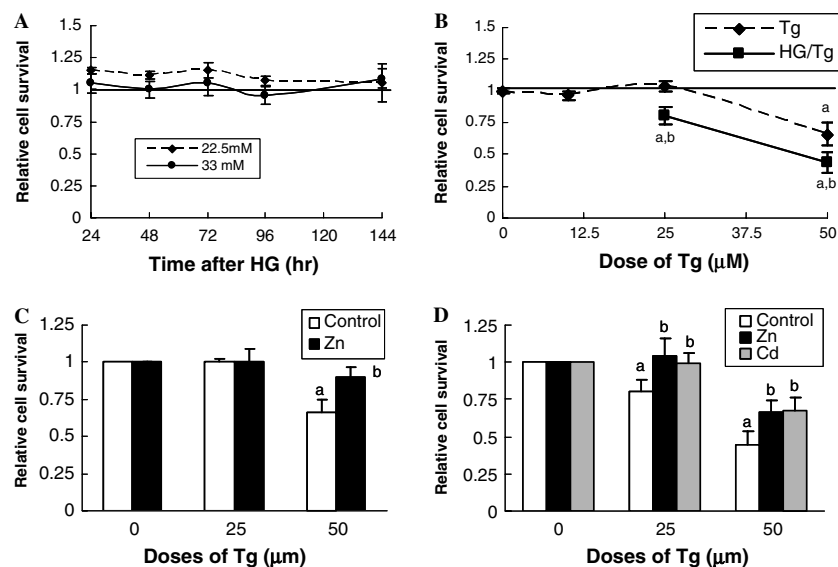 A
Relative cell survival
1.5
1.25
1
0.75
0.5
0.25
0
22.5mM
33 mM
24 48 72 96 120 144
Time after HG (hr)
B
Relative cell survival
1.5
1.25
1
0.75
0.5
0.25
0
Tg
HG/Tg
a
a,b
a,b
0 12.5 25 37.5 50
Dose of Tg (μM)
C
Relative cell survival
1.25
1
0.75
0.5
0.25
0
Control
Zn
a
b
0 25 50
Doses of Tg (μm)
D
Relative cell survival
1.25
1
0.75
0.5
0.25
0
Control
Zn
Cd
a b b
a b b
0 25 50
Doses of Tg (μm)